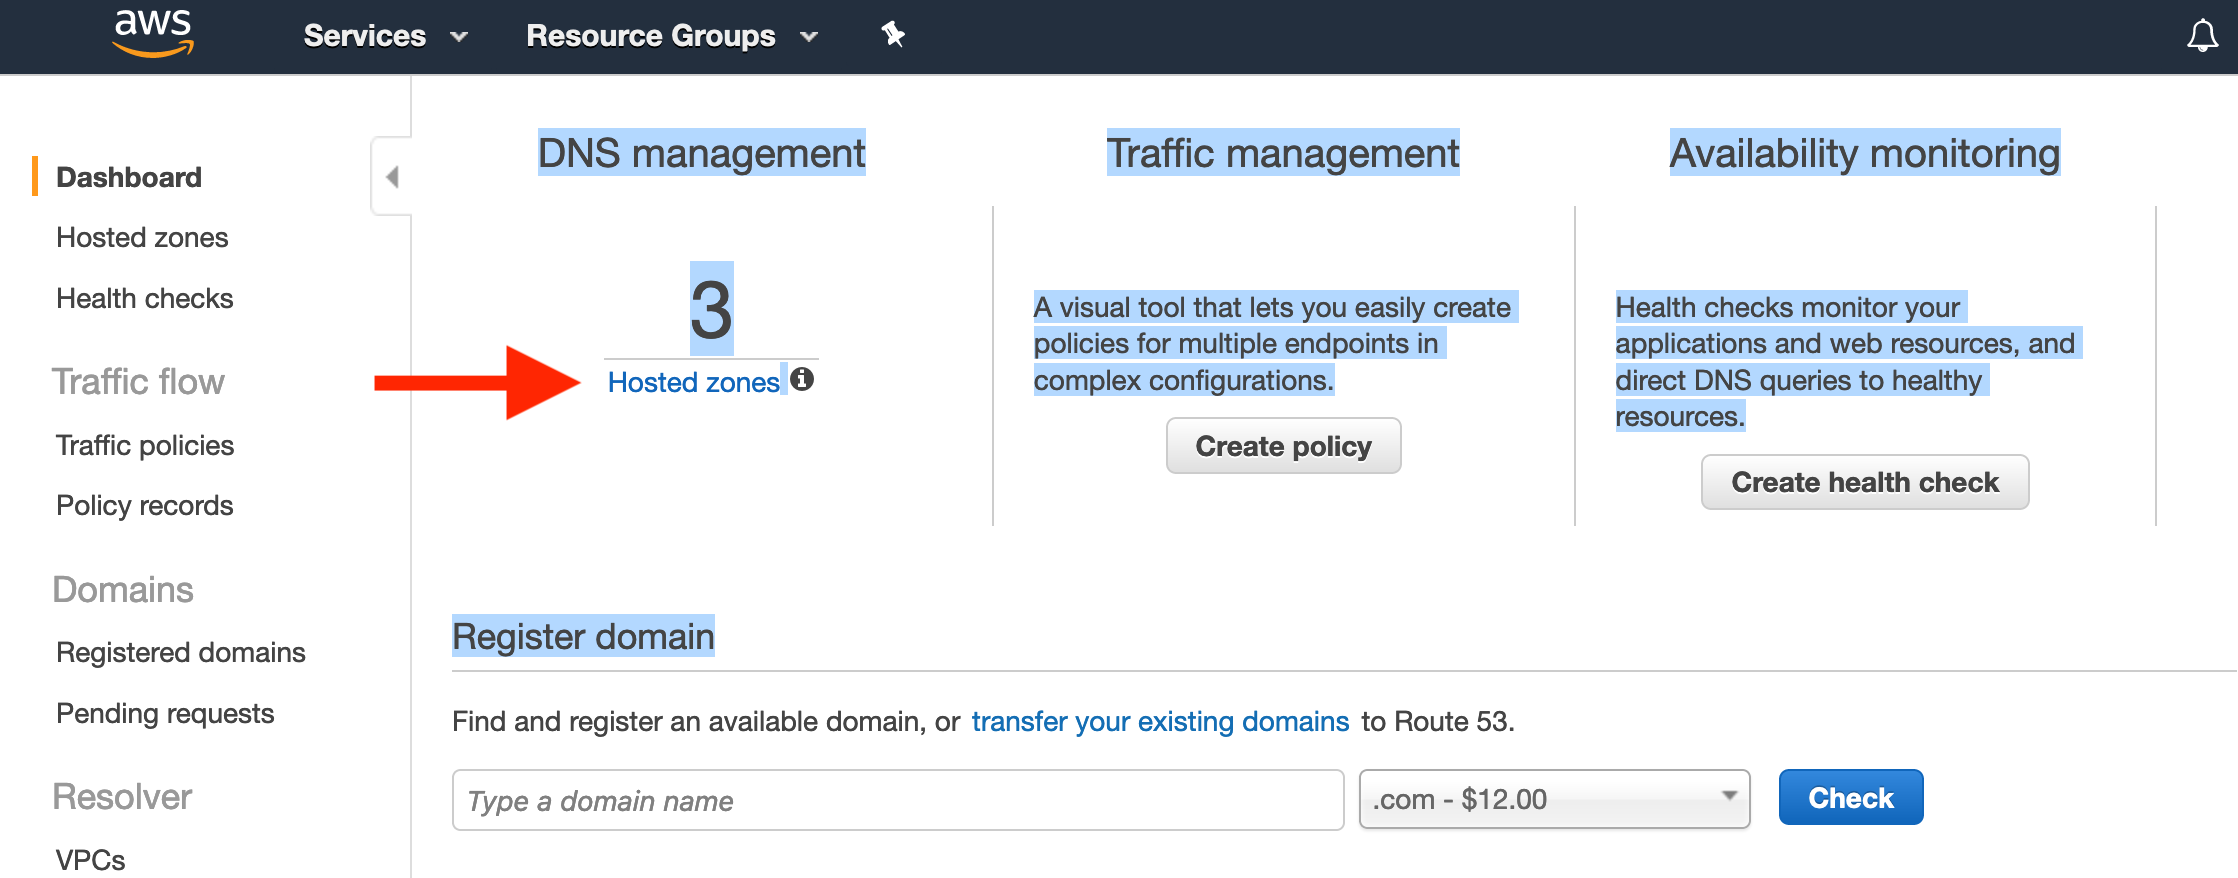 aws
Services
Resource Groups
Dashboard
Hosted zones
Health checks
Traffic flow
Traffic policies
Policy records
Domains
Registered domains
Pending requests
Resolver
VPCs
DNS management
3
Hosted zones
Traffic management
A visual tool that lets you easily create
policies for multiple endpoints in
complex configurations.
Create policy
Availability monitoring
Health checks monitor your
applications and web resources, and
direct DNS queries to healthy
resources.
Create health check
Register domain
Find and register an available domain, or transfer your existing domains to Route 53.
Type a domain name
.com - $12.00
Check